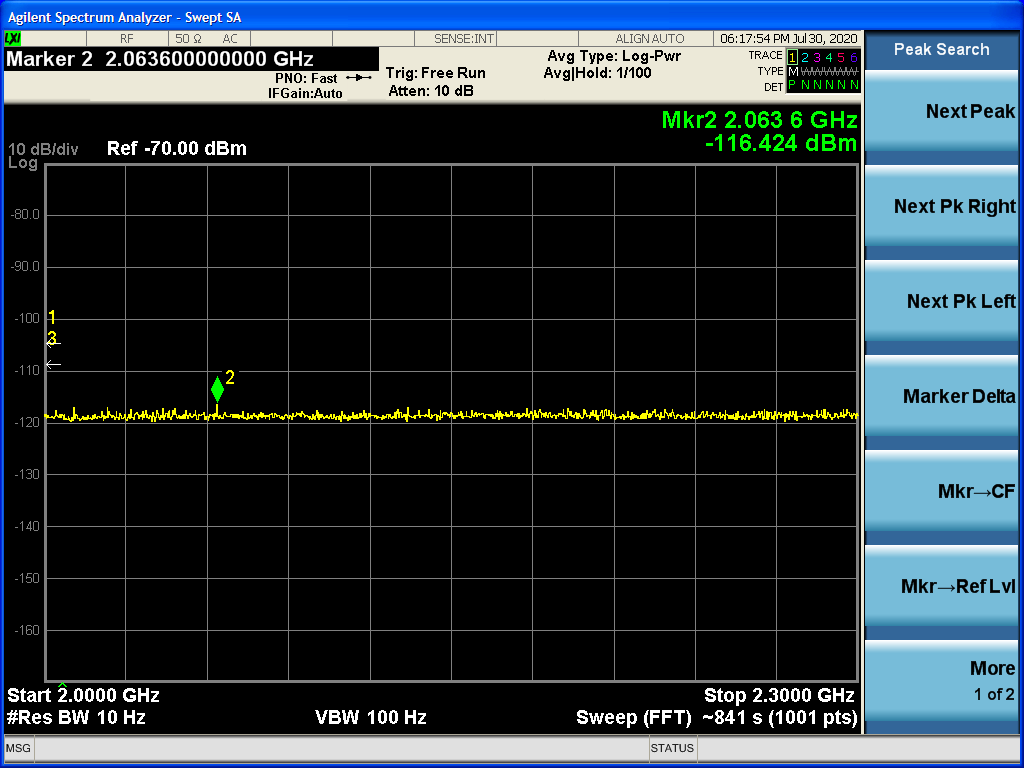 Agilent Spectrum Analyzer - Swept SA
LXI RF 50 Ω AC SENSE:INT ALIGN AUTO 06:17:54 PM Jul 30, 2020
Marker 2 2.063600000000 GHz
PNO: Fast
IFGain:Auto
Trig: Free Run
Atten: 10 dB
Avg Type: Log-Pwr
Avg|Hold: 1/100
TRACE 1 2 3 4 5 6
TYPE M W W W W W
DET P N N N N N
Mkr2 2.063 6 GHz
-116.424 dBm
10 dB/div Ref -70.00 dBm
Log
-80.0
-90.0
-100
1
3
-110
2
-120
-130
-140
-150
-160
Start 2.0000 GHz Stop 2.3000 GHz
#Res BW 10 Hz VBW 100 Hz Sweep (FFT) ~841 s (1001 pts)
MSG STATUS
Peak Search
Next Peak
Next Pk Right
Next Pk Left
Marker Delta
Mkr→CF
Mkr→Ref Lvl
More
1 of 2